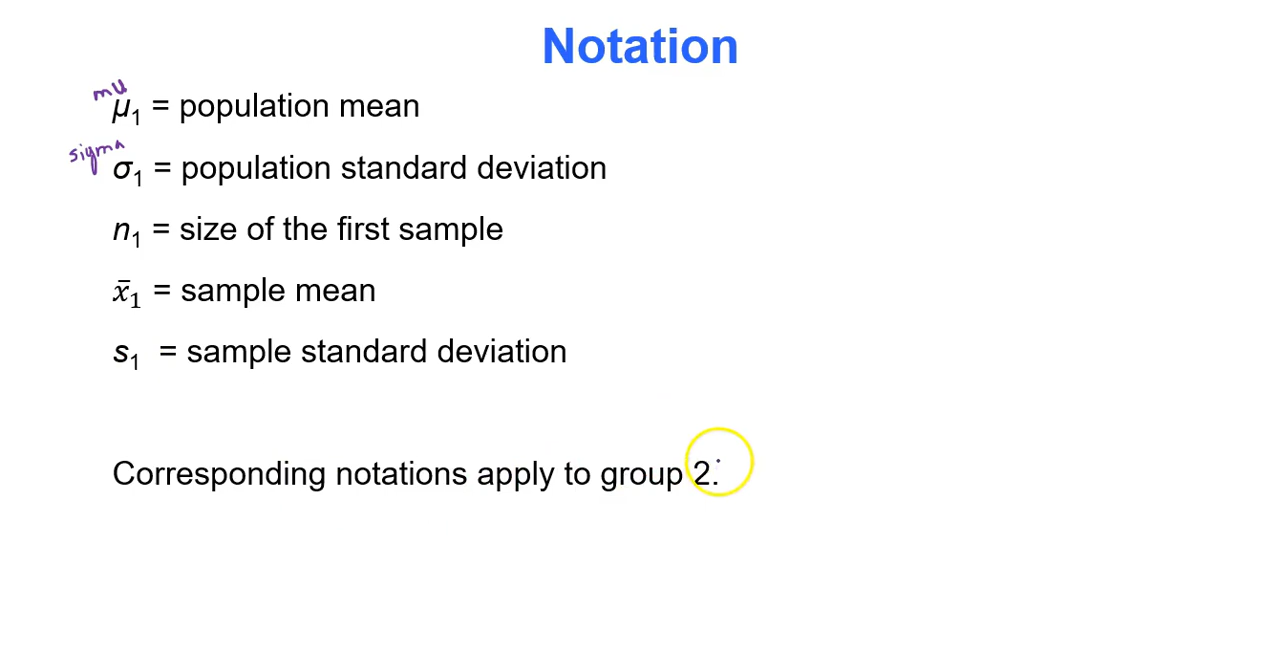 Notation
mu
μ₁ = population mean
sigma
σ₁ = population standard deviation
n₁ = size of the first sample
x̄₁ = sample mean
s₁ = sample standard deviation
Corresponding notations apply to group 2.